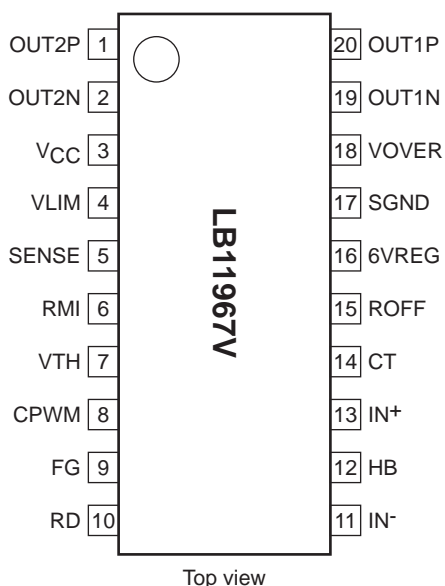 OUT2P 1 20 OUT1P
OUT2N 2 19 OUT1N
VCC 3 18 VOVER
VLIM 4 17 SGND
SENSE 5 16 6VREG
RMI 6 15 ROFF
VTH 7 14 CT
CPWM 8 13 IN+
FG 9 12 HB
RD 10 11 IN-
LB11967V
Top view